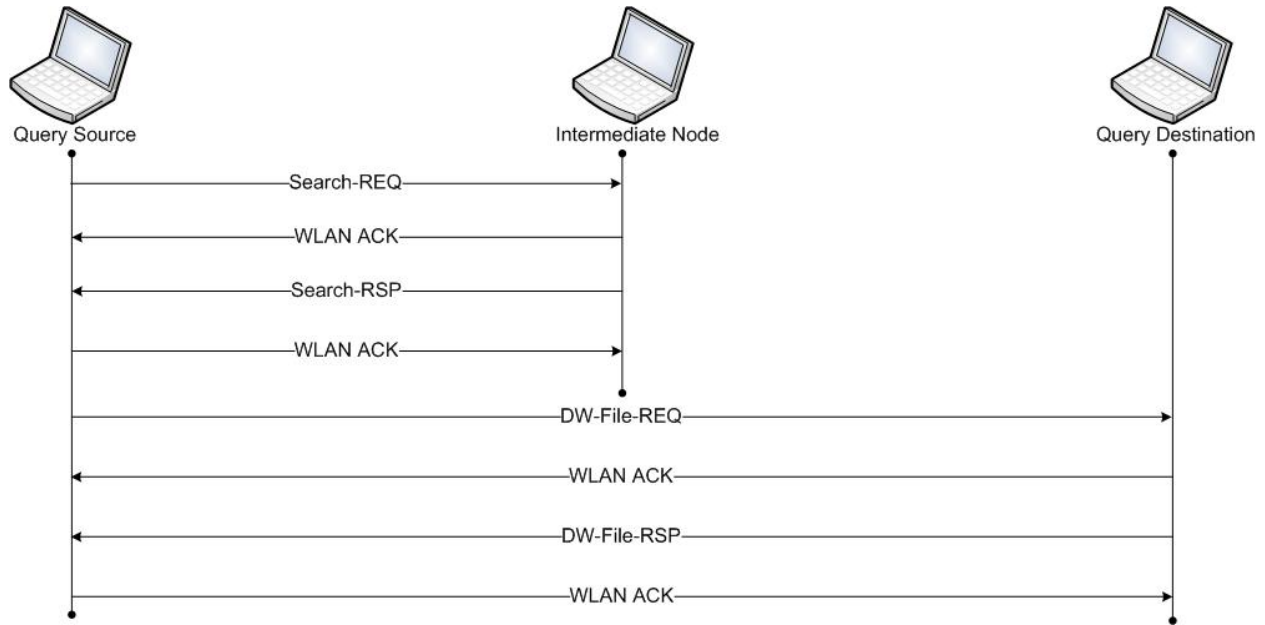 Query Source
Intermediate Node
Query Destination
Search-REQ
WLAN ACK
Search-RSP
WLAN ACK
DW-File-REQ
WLAN ACK
DW-File-RSP
WLAN ACK